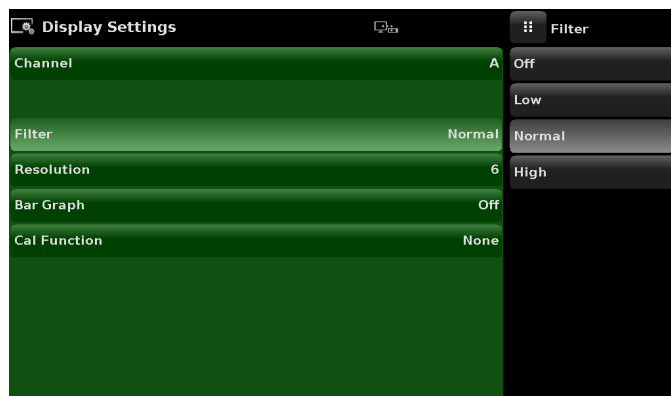 Display Settings
Channel A
Filter Normal
Resolution 6
Bar Graph Off
Cal Function None
Filter
Off
Low
Normal
High